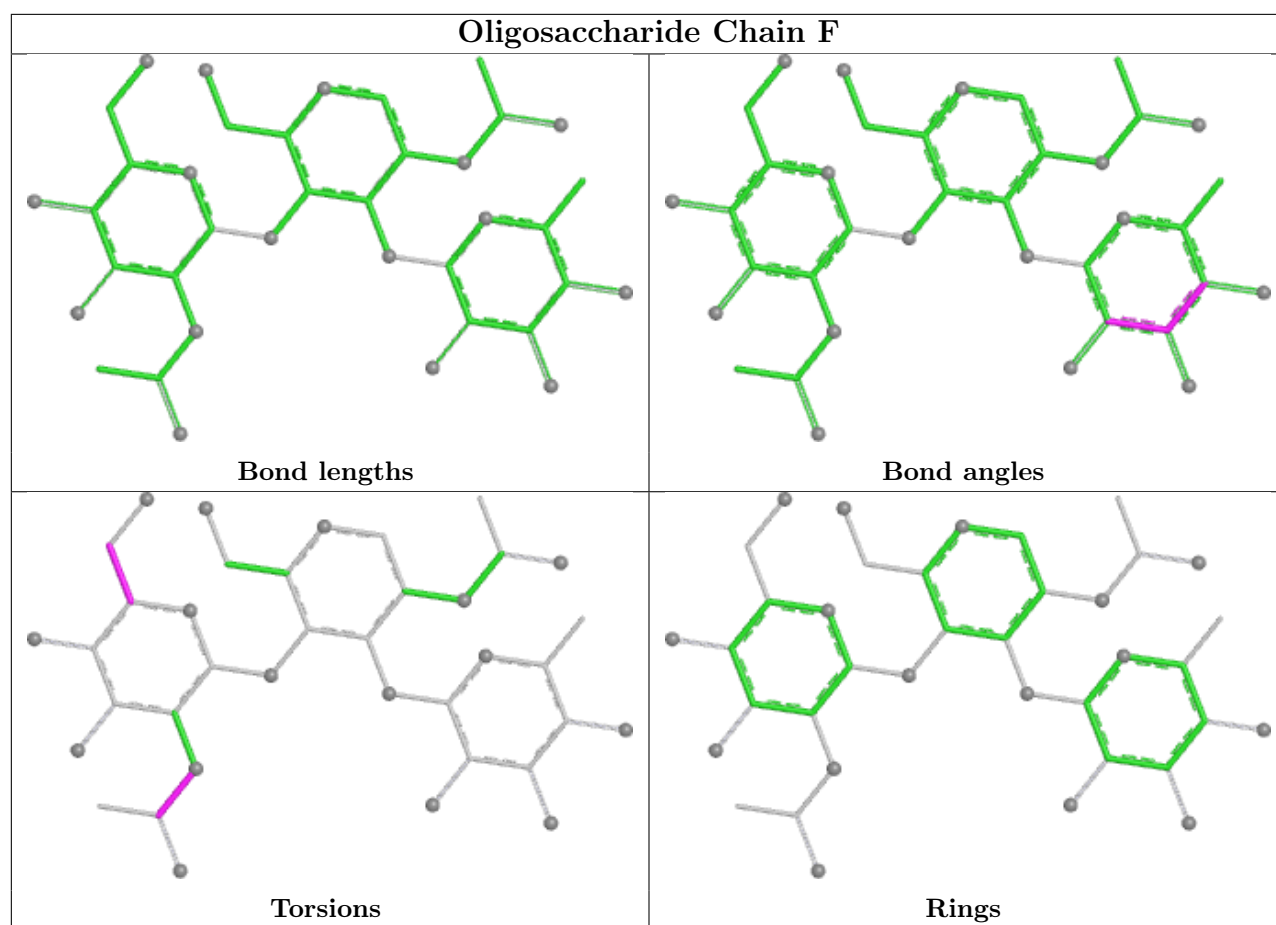 Oligosaccharide Chain F
Bond lengths
Bond angles
Torsions
Rings